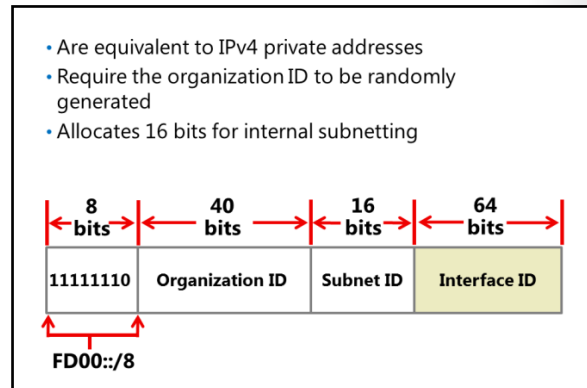 • Are equivalent to IPv4 private addresses
• Require the organization ID to be randomly
generated
• Allocates 16 bits for internal subnetting
8
bits
40
bits
16
bits
64
bits
11111110
Organization ID
Subnet ID
Interface ID
FD00::/8